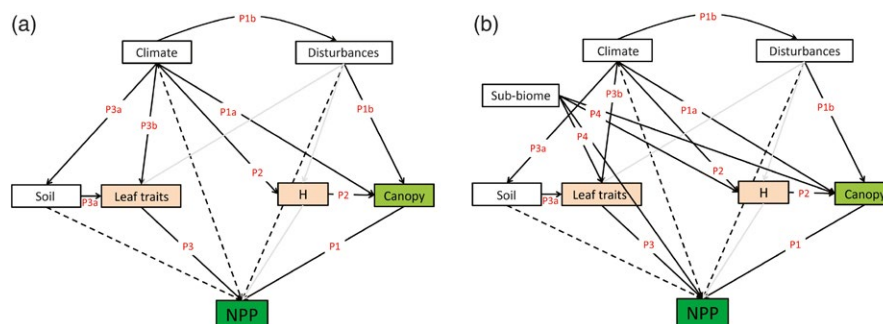 (a)
P1b
Climate
Disturbances
P3a
P3b
P1a
P1b
P2
Soil
P3a
Leaf traits
H
P2
Canopy
P3
P1
NPP
(b)
P1b
Climate
Disturbances
Sub-biome
P3b
P4
P4
P1a
P1b
P3a
P2
Soil
P3a
Leaf traits
H
P2
Canopy
P3
P1
NPP